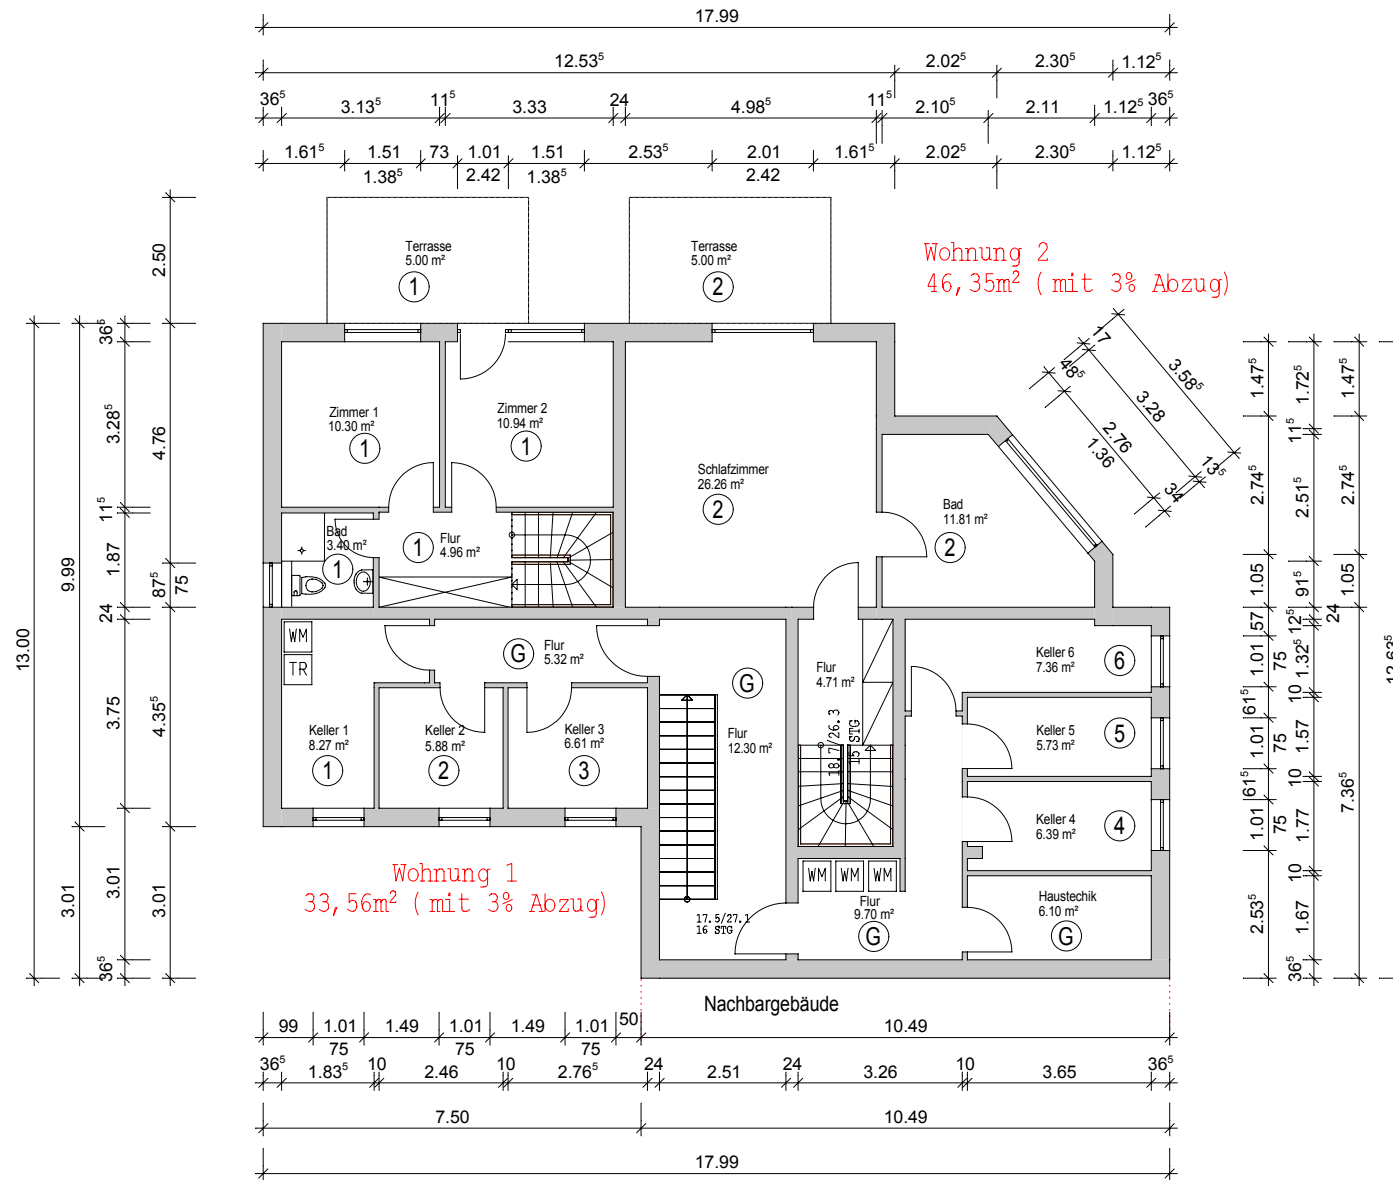 17.99
12.53⁵ 2.02⁵ 2.30⁵ 1.12⁵
36⁵ 3.13⁵ 11⁵ 3.33 24 4.98⁵ 11⁵ 2.10⁵ 2.11 1.12⁵ 36⁵
1.61⁵ 1.51 73 1.01 1.51 2.53⁵ 2.01 1.61⁵ 2.02⁵ 2.30⁵ 1.12⁵
1.38⁵ 2.42 1.38⁵ 2.42
Terrasse
5.00 m²
1
Terrasse
5.00 m²
2
Wohnung 2
46,35m² ( mit 3% Abzug)
13.00
9.99
3.01
36⁵
3.28⁵
11⁵
1.87
24
3.75
3.01
36⁵
2.50
4.76
87⁵
75
4.35⁵
3.01
Zimmer 1
10.30 m²
1
Zimmer 2
10.94 m²
1
Schlafzimmer
26.26 m²
2
Bad
11.81 m²
2
Bad
3.40 m²
1
1
Flur
4.96 m²
17
48⁵
3.58⁵
3.28
2.76
1.36
13⁵
34
WM
TR
G
Flur
5.32 m²
G
Flur
12.30 m²
Flur
4.71 m²
18.7/26.3
15 STG
Keller 1
8.27 m²
1
Keller 2
5.88 m²
2
Keller 3
6.61 m²
3
Keller 6
7.36 m²
6
Keller 5
5.73 m²
5
Keller 4
6.39 m²
4
WM WM WM
Flur
9.70 m²
G
Haustechik
6.10 m²
G
17.5/27.1
16 STG
Wohnung 1
33,56m² ( mit 3% Abzug)
1.47⁵
2.74⁵
1.05
57
1.01
75
61⁵
1.01
75
61⁵
1.01
75
2.53⁵
1.72⁵
11⁵
2.51⁵
91⁵
12⁵
1.32⁵
10
1.57
10
1.77
10
1.67
36⁵
1.47⁵
2.74⁵
1.05
24
7.36⁵
12.63⁵
Nachbargebäude
99 1.01 1.49 1.01 1.49 1.01 50 10.49
75 75 75
36⁵ 1.83⁵ 10 2.46 10 2.76⁵ 24 2.51 24 3.26 10 3.65 36⁵
7.50 10.49
17.99